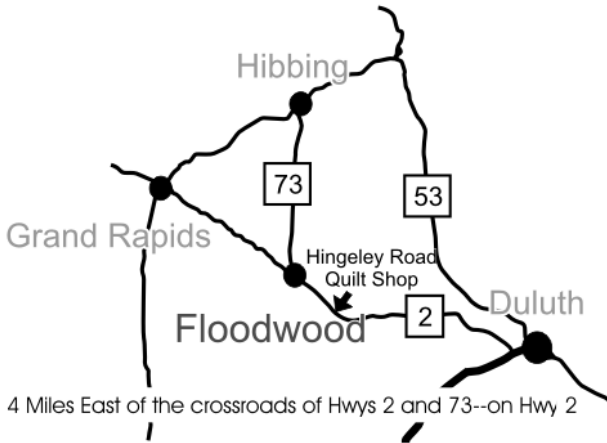 Hibbing
73
53
Grand Rapids
Hingeley Road
Quilt Shop
Duluth
2
Floodwood
4 Miles East of the crossroads of Hwys 2 and 73--on Hwy 2